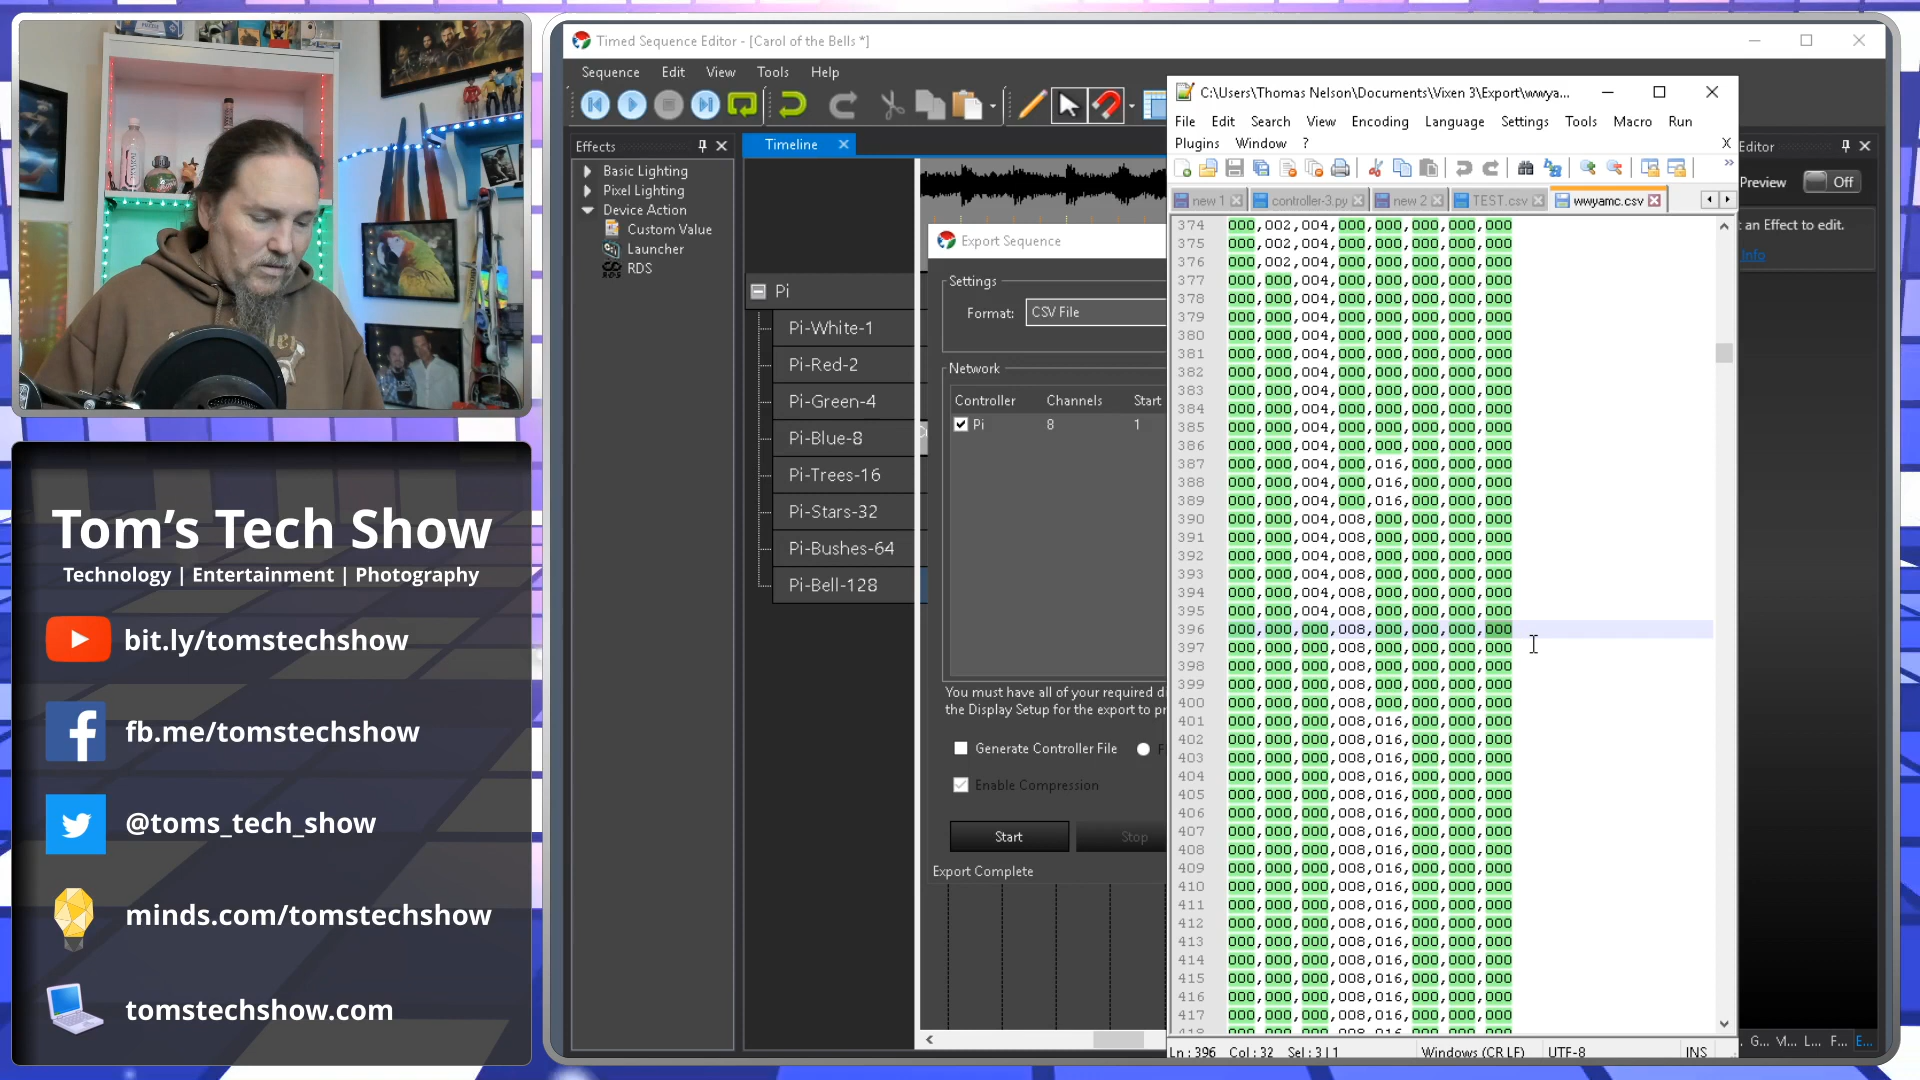 Tom's Tech Show
Technology | Entertainment | Photography
bit.ly/tomstechshow
fb.me/tomstechshow
@toms_tech_show
minds.com/tomstechshow
tomstechshow.com
Timed Sequence Editor - [Carol of the Bells *]
Sequence Edit View Tools Help
Effects
Basic Lighting
Pixel Lighting
Device Action
Custom Value
Launcher
RDS
Timeline
Pi
Pi-White-1
Pi-Red-2
Pi-Green-4
Pi-Blue-8
Pi-Trees-16
Pi-Stars-32
Pi-Bushes-64
Pi-Bell-128
Export Sequence
Settings
Format: CSV File
Network
Controller Channels Start
Pi 8 1
You must have all of your required d
the Display Setup for the export to pr
Generate Controller File
Enable Compression
Start Stop
Export Complete
C:\Users\Thomas Nelson\Documents\Vixen 3\Export\wwya...
File Edit Search View Encoding Language Settings Tools Macro Run
Plugins Window ? X
new 1 controller-3.py new 2 TEST.csv wwyamc.csv
374 000,002,004,000,000,000,000,000
375 000,002,004,000,000,000,000,000
376 000,002,004,000,000,000,000,000
377 000,000,004,000,000,000,000,000
378 000,000,004,000,000,000,000,000
379 000,000,004,000,000,000,000,000
380 000,000,004,000,000,000,000,000
381 000,000,004,000,000,000,000,000
382 000,000,004,000,000,000,000,000
383 000,000,004,000,000,000,000,000
384 000,000,004,000,000,000,000,000
385 000,000,004,000,000,000,000,000
386 000,000,004,000,000,000,000,000
387 000,000,004,000,016,000,000,000
388 000,000,004,000,016,000,000,000
389 000,000,004,000,016,000,000,000
390 000,000,004,008,000,000,000,000
391 000,000,004,008,000,000,000,000
392 000,000,004,008,000,000,000,000
393 000,000,004,008,000,000,000,000
394 000,000,004,008,000,000,000,000
395 000,000,004,008,000,000,000,000
396 000,000,000,008,000,000,000,000
397 000,000,000,008,000,000,000,000
398 000,000,000,008,000,000,000,000
399 000,000,000,008,000,000,000,000
400 000,000,000,008,000,000,000,000
401 000,000,000,008,016,000,000,000
402 000,000,000,008,016,000,000,000
403 000,000,000,008,016,000,000,000
404 000,000,000,008,016,000,000,000
405 000,000,000,008,016,000,000,000
406 000,000,000,008,016,000,000,000
407 000,000,000,008,016,000,000,000
408 000,000,000,008,016,000,000,000
409 000,000,000,008,016,000,000,000
410 000,000,000,008,016,000,000,000
411 000,000,000,008,016,000,000,000
412 000,000,000,008,016,000,000,000
413 000,000,000,008,016,000,000,000
414 000,000,000,008,016,000,000,000
415 000,000,000,008,016,000,000,000
416 000,000,000,008,016,000,000,000
417 000,000,000,008,016,000,000,000
418 000,000,000,008,016,000,000,000
Ln : 396 Col : 32 Sel : 3 | 1 Windows (CR LF) UTF-8 INS
Editor
Preview Off
an Effect to edit.
Info
G... M... L... F... E...